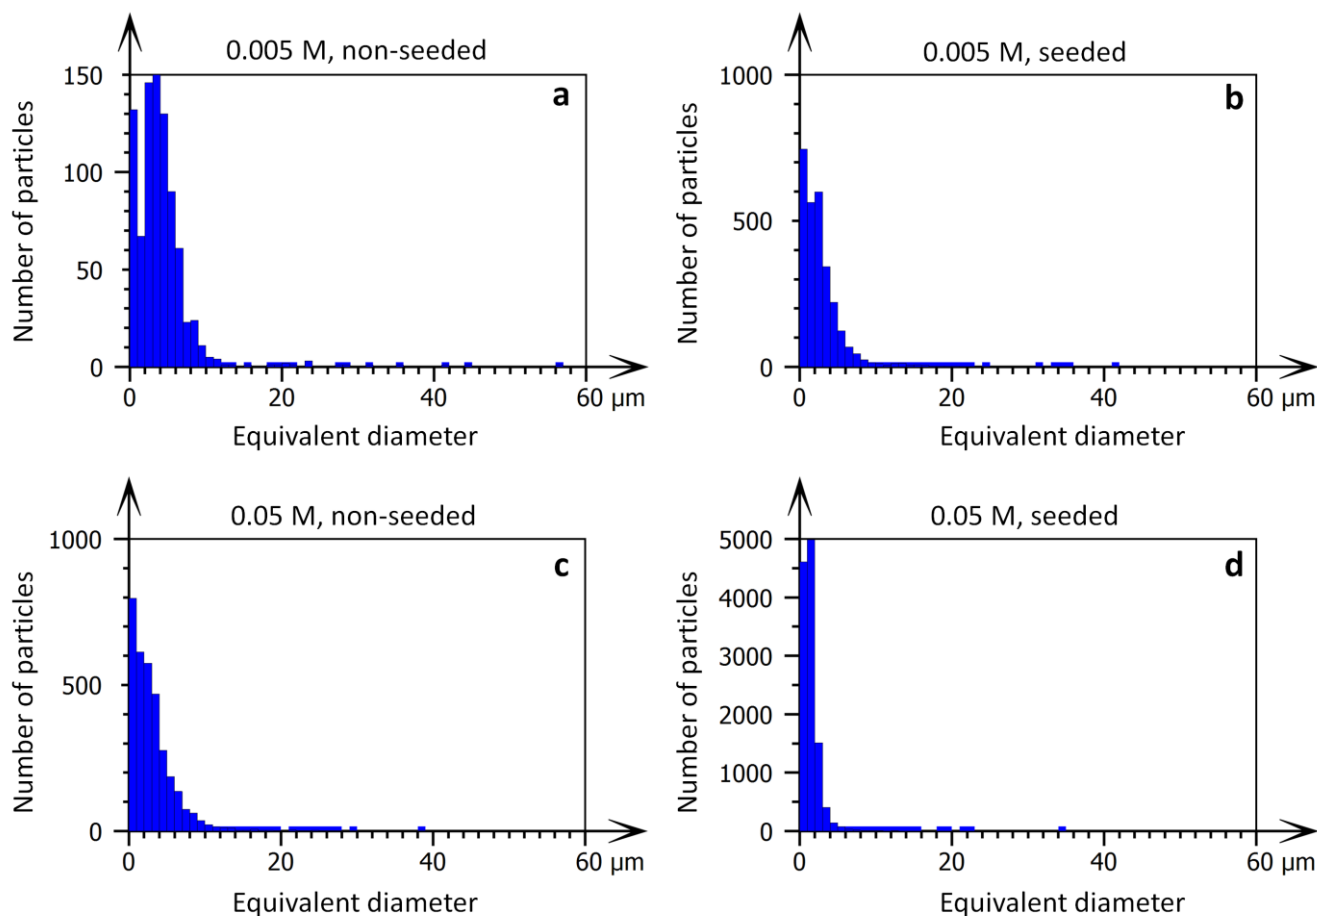 0.005 M, non-seeded
a
150
100
50
0
Number of particles
0 20 40 60 µm
Equivalent diameter
0.005 M, seeded
b
1000
500
0
Number of particles
0 20 40 60 µm
Equivalent diameter
0.05 M, non-seeded
c
1000
500
0
Number of particles
0 20 40 60 µm
Equivalent diameter
0.05 M, seeded
d
5000
4000
3000
2000
1000
0
Number of particles
0 20 40 60 µm
Equivalent diameter